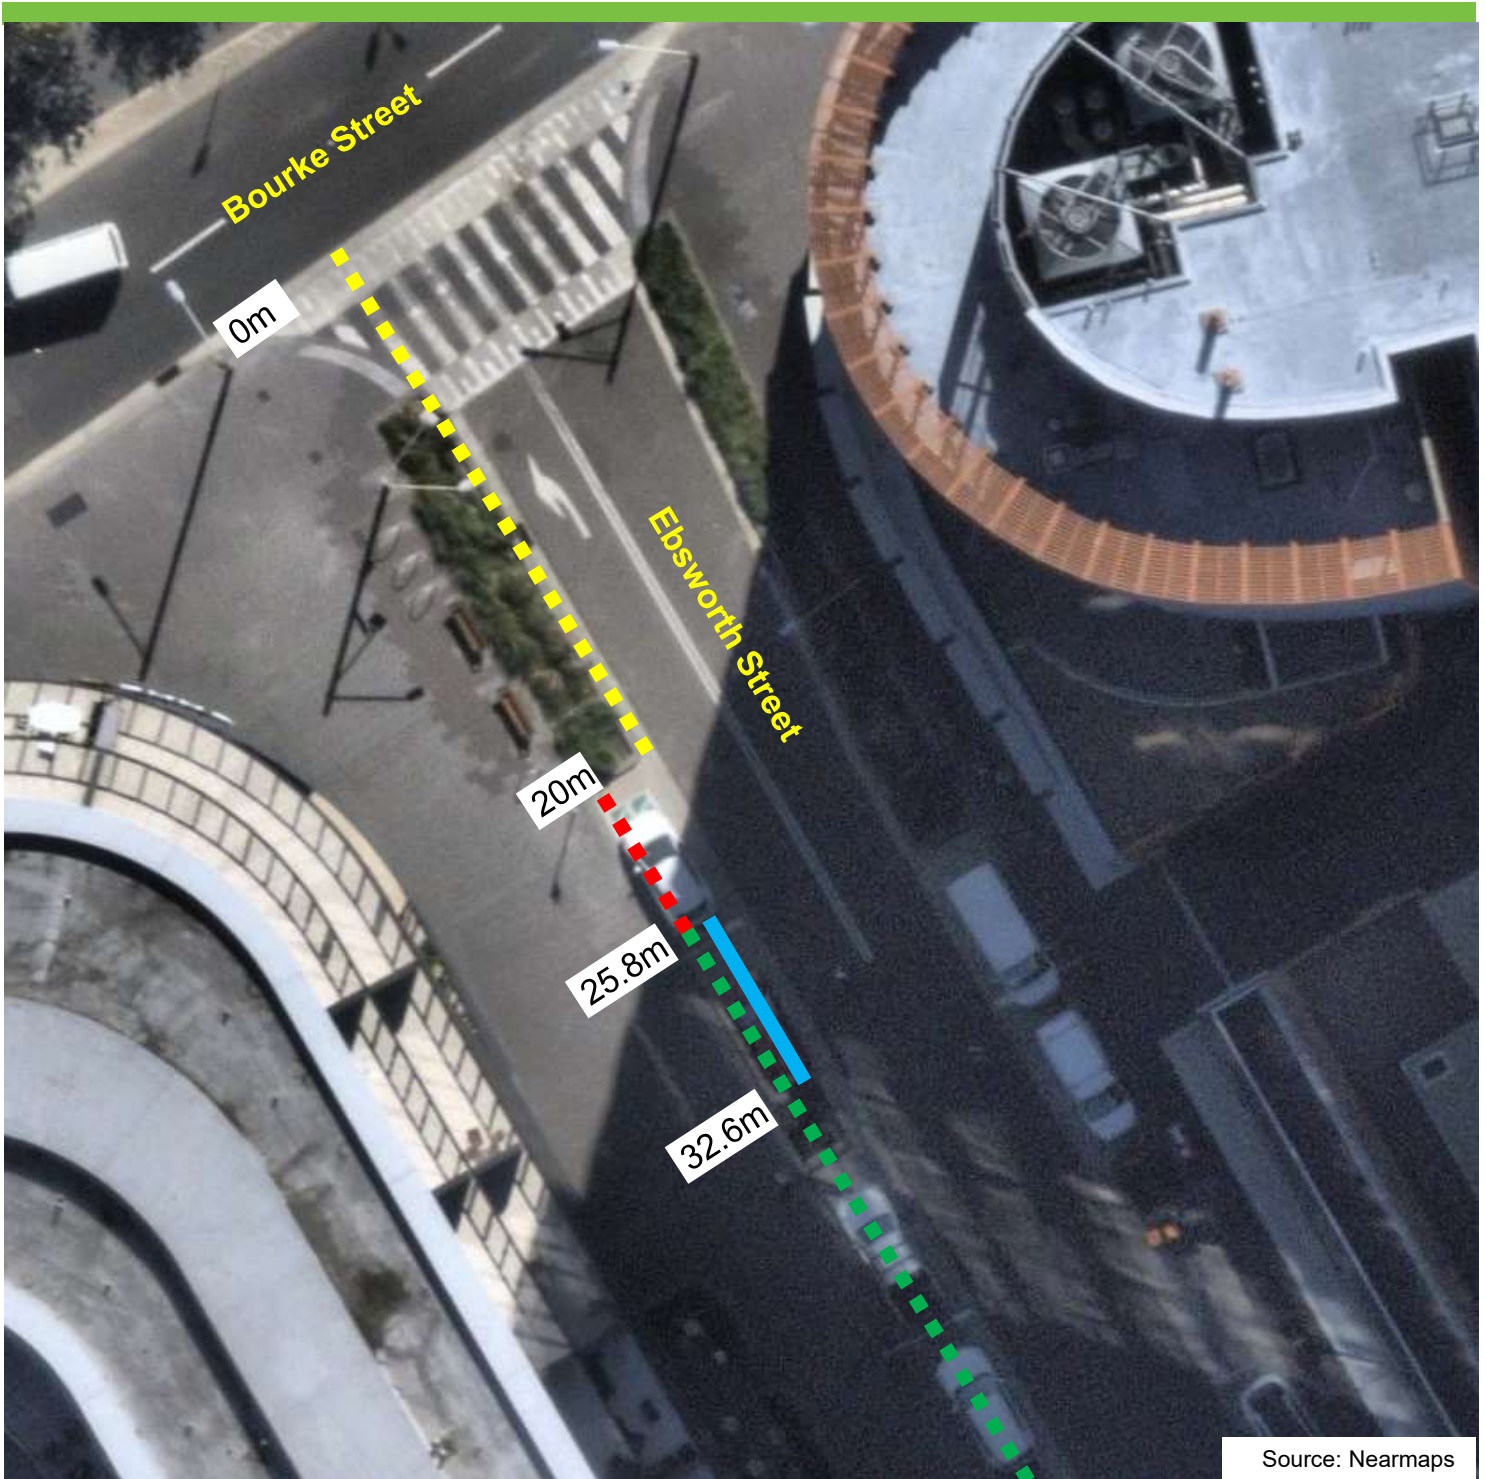 Bourke Street
0m
Ebsworth Street
20m
25.8m
32.6m
Source: Nearmaps